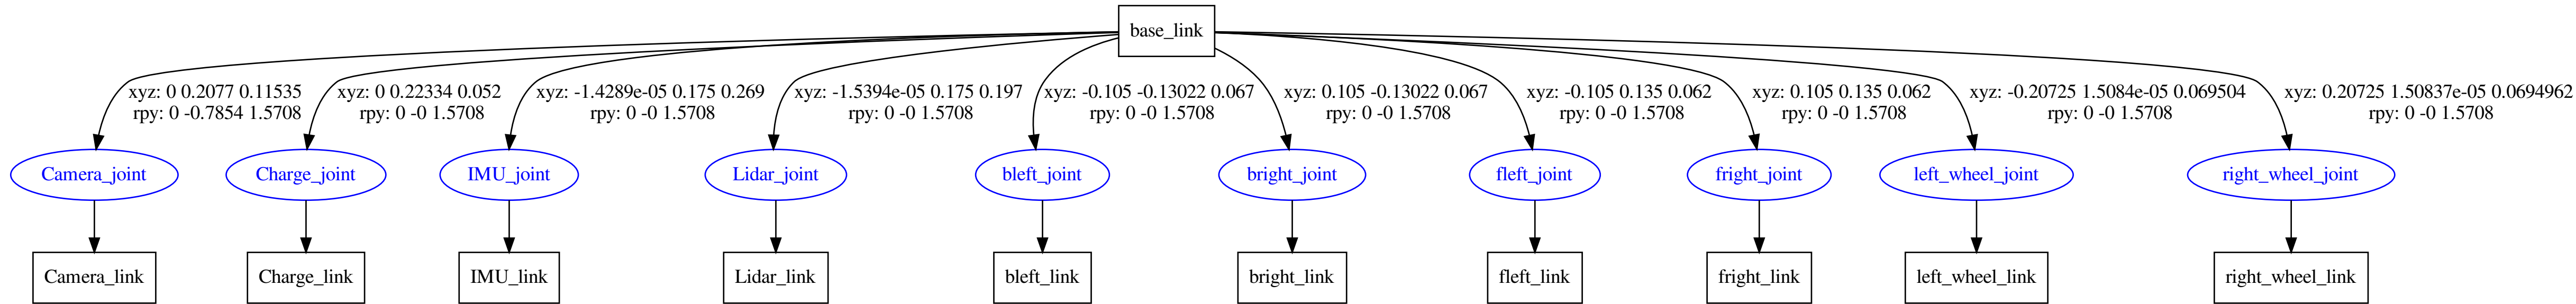 base_link
xyz: 0 0.2077 0.11535
rpy: 0 -0.7854 1.5708
xyz: 0 0.22334 0.052
rpy: 0 -0 1.5708
xyz: -1.4289e-05 0.175 0.269
rpy: 0 -0 1.5708
xyz: -1.5394e-05 0.175 0.197
rpy: 0 -0 1.5708
xyz: -0.105 -0.13022 0.067
rpy: 0 -0 1.5708
xyz: 0.105 -0.13022 0.067
rpy: 0 -0 1.5708
xyz: -0.105 0.135 0.062
rpy: 0 -0 1.5708
xyz: 0.105 0.135 0.062
rpy: 0 -0 1.5708
xyz: -0.20725 1.5084e-05 0.069504
rpy: 0 -0 1.5708
xyz: 0.20725 1.50837e-05 0.0694962
rpy: 0 -0 1.5708
Camera_joint
Charge_joint
IMU_joint
Lidar_joint
bleft_joint
bright_joint
fleft_joint
fright_joint
left_wheel_joint
right_wheel_joint
Camera_link
Charge_link
IMU_link
Lidar_link
bleft_link
bright_link
fleft_link
fright_link
left_wheel_link
right_wheel_link